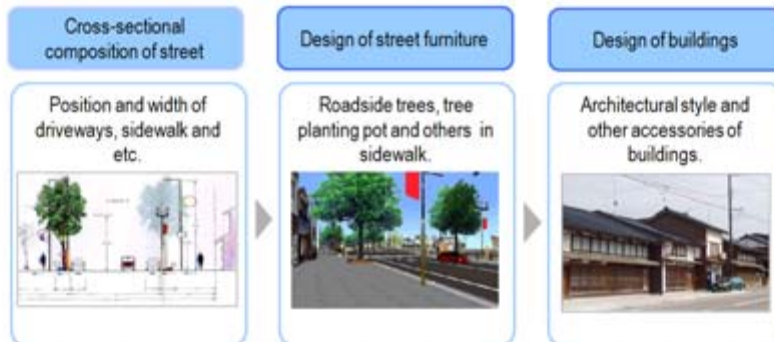 Cross-sectional
composition of street
Design of street furniture
Design of buildings
Position and width of
driveways, sidewalk and
etc.
Roadside trees, tree
planting pot and others in
sidewalk.
Architectural style and
other accessories of
buildings.